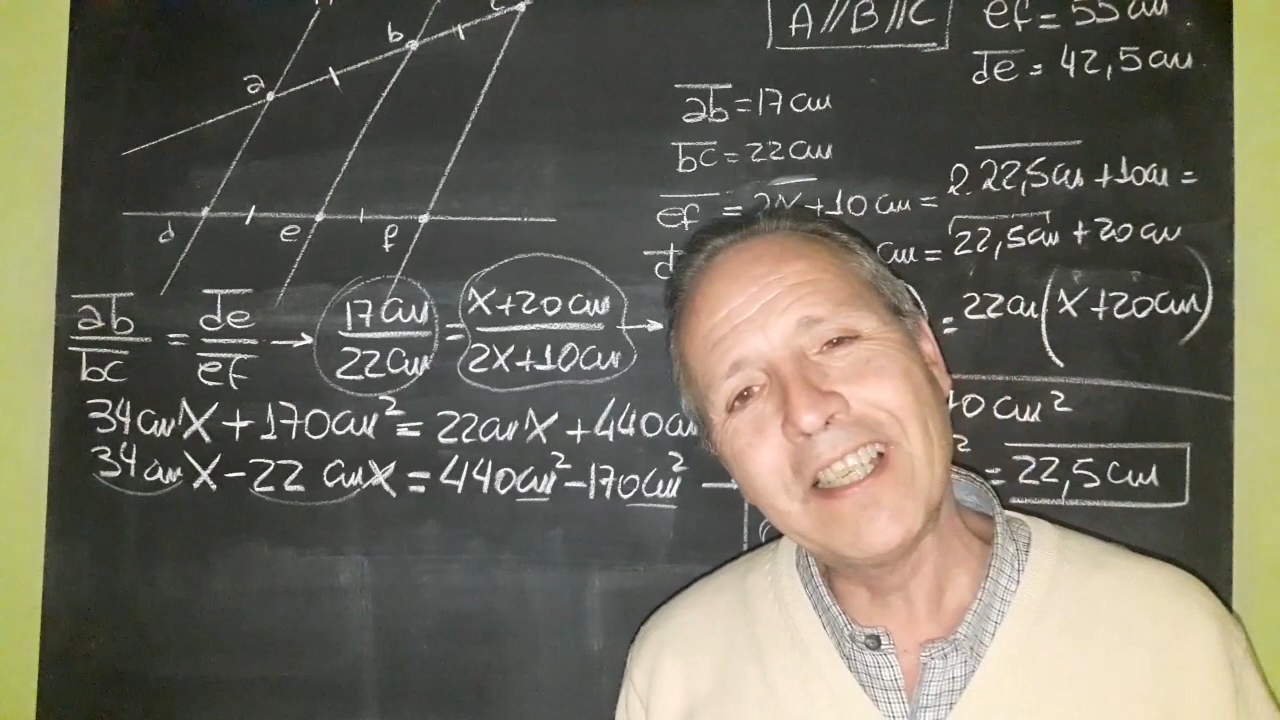 a
b
c
d
e
f
A//B//C
ef = 55 cm
de = 42,5 cm
ab = 17 cm
bc = 22 cm
ef = 2X + 10 cm = 2. 22,5 cm + 10 cm =
cm = 22,5 cm + 20 cm
ab/bc = de/ef → 17 cm/22 cm = X + 20 cm/2X + 10 cm →
= 22 cm (X + 20 cm)
34 cm X + 170 cm² = 22 cm X + 440 cm
34 cm X - 22 cm X = 440 cm² - 170 cm² -
= 22,5 cm